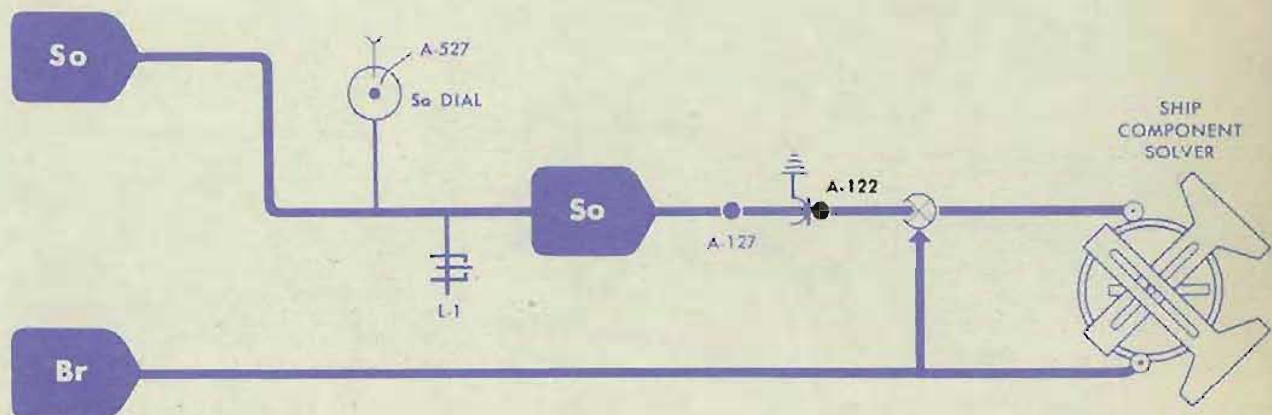 So
A-527
So DIAL
SHIP
COMPONENT
SOLVER
So
A-122
A-127
L-1
Br